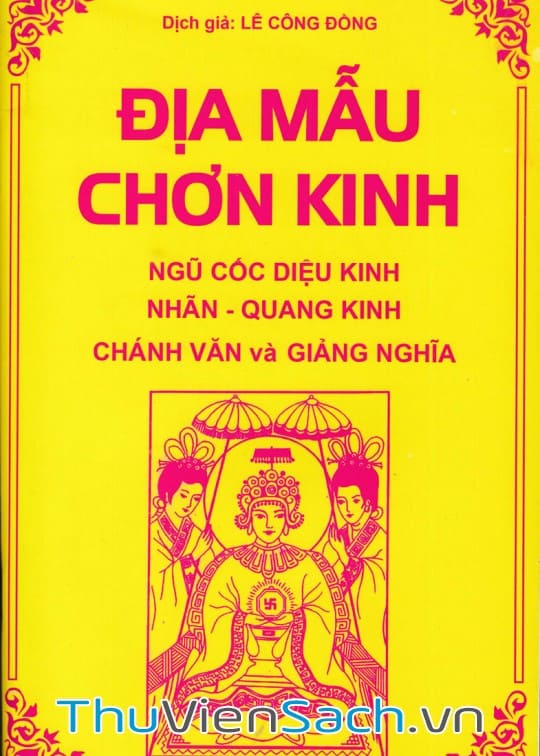 Dịch giả: LÊ CÔNG ĐỒNG
ĐỊA MẪU
CHƠN KINH
NGŨ CỐC DIỆU KINH
NHÃN - QUANG KINH
CHÁNH VĂN và GIẢNG NGHĨA
卐
ThuVienSach.vn